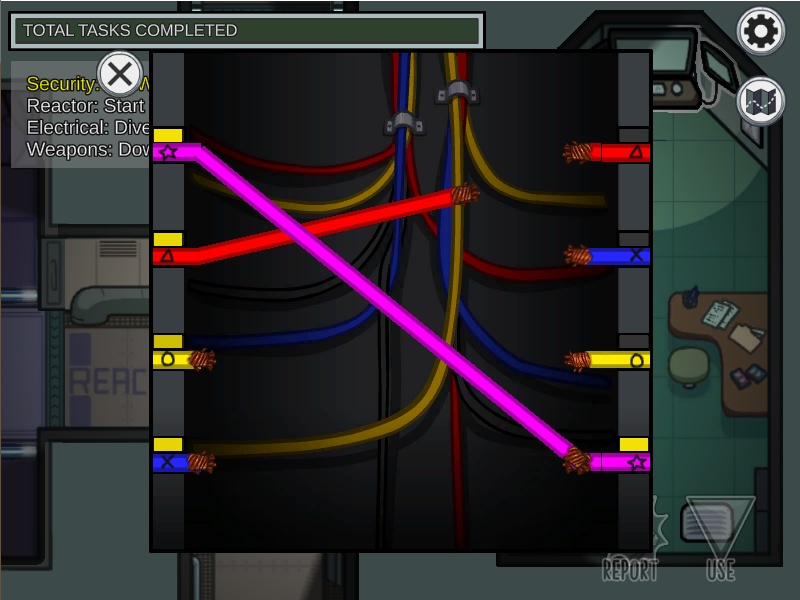 TOTAL TASKS COMPLETED
Security:
Reactor: Start
Electrical: Dive
Weapons: Dow
REAC
REPORT
USE